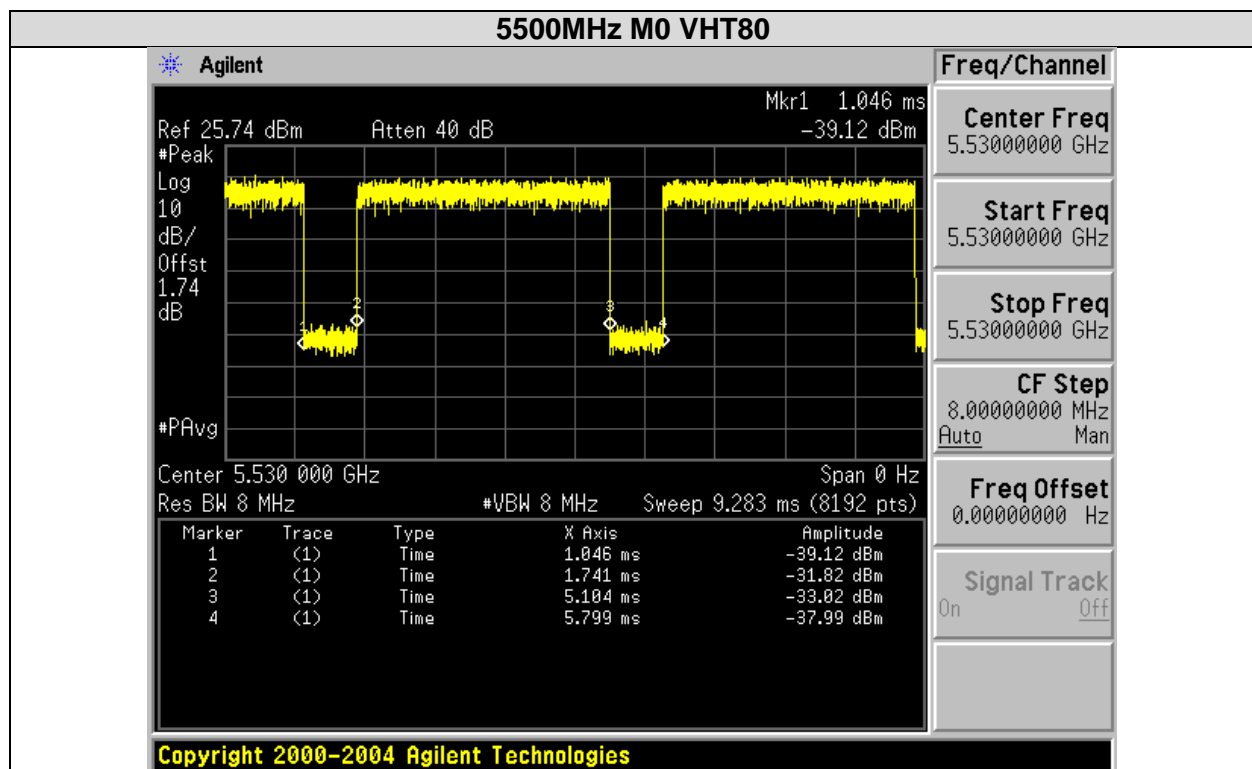 5500MHz M0 VHT80
Agilent
Freq/Channel
Mkr1 1.046 ms
Ref 25.74 dBm Atten 40 dB -39.12 dBm
#Peak
Log
10
dB/
Offst
1.74
dB
1
2
3
4
#PAvg
Center 5.530 000 GHz Span 0 Hz
Res BW 8 MHz #VBW 8 MHz Sweep 9.283 ms (8192 pts)
Marker Trace Type X Axis Amplitude
1 (1) Time 1.046 ms -39.12 dBm
2 (1) Time 1.741 ms -31.82 dBm
3 (1) Time 5.104 ms -33.02 dBm
4 (1) Time 5.799 ms -37.99 dBm
Center Freq
5.53000000 GHz
Start Freq
5.53000000 GHz
Stop Freq
5.53000000 GHz
CF Step
8.00000000 MHz
Auto Man
Freq Offset
0.00000000 Hz
Signal Track
On Off
Copyright 2000-2004 Agilent Technologies